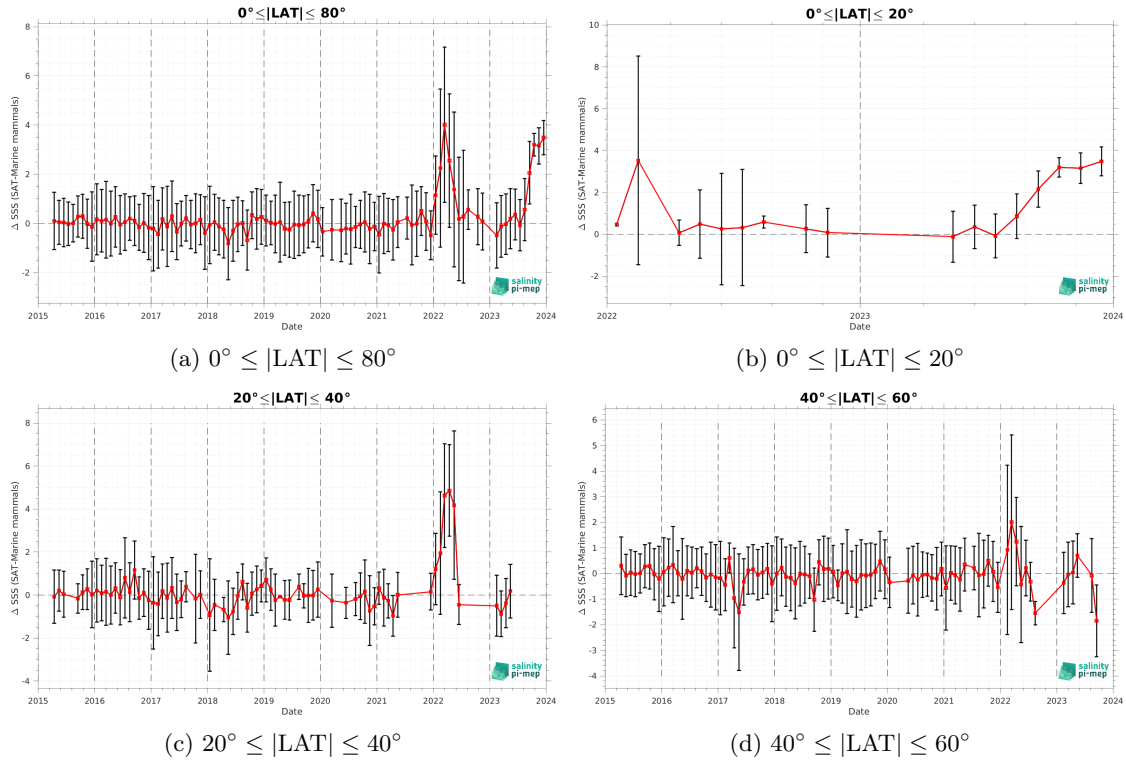 0°≤|LAT|≤ 80°
8
6
4
2
0
-2
Δ SSS (SAT-Marine mammals)
2015 2016 2017 2018 2019 2020 2021 2022 2023 2024
Date
salinity
pi-mep
(a) 0° ≤ |LAT| ≤ 80°
0°≤|LAT|≤ 20°
10
8
6
4
2
0
-2
Δ SSS (SAT-Marine mammals)
2022 2023 2024
Date
salinity
pi-mep
(b) 0° ≤ |LAT| ≤ 20°
20°≤|LAT|≤ 40°
8
6
4
2
0
-2
-4
Δ SSS (SAT-Marine mammals)
2015 2016 2017 2018 2019 2020 2021 2022 2023 2024
Date
salinity
pi-mep
(c) 20° ≤ |LAT| ≤ 40°
40°≤|LAT|≤ 60°
6
5
4
3
2
1
0
-1
-2
-3
-4
Δ SSS (SAT-Marine mammals)
2015 2016 2017 2018 2019 2020 2021 2022 2023 2024
Date
salinity
pi-mep
(d) 40° ≤ |LAT| ≤ 60°